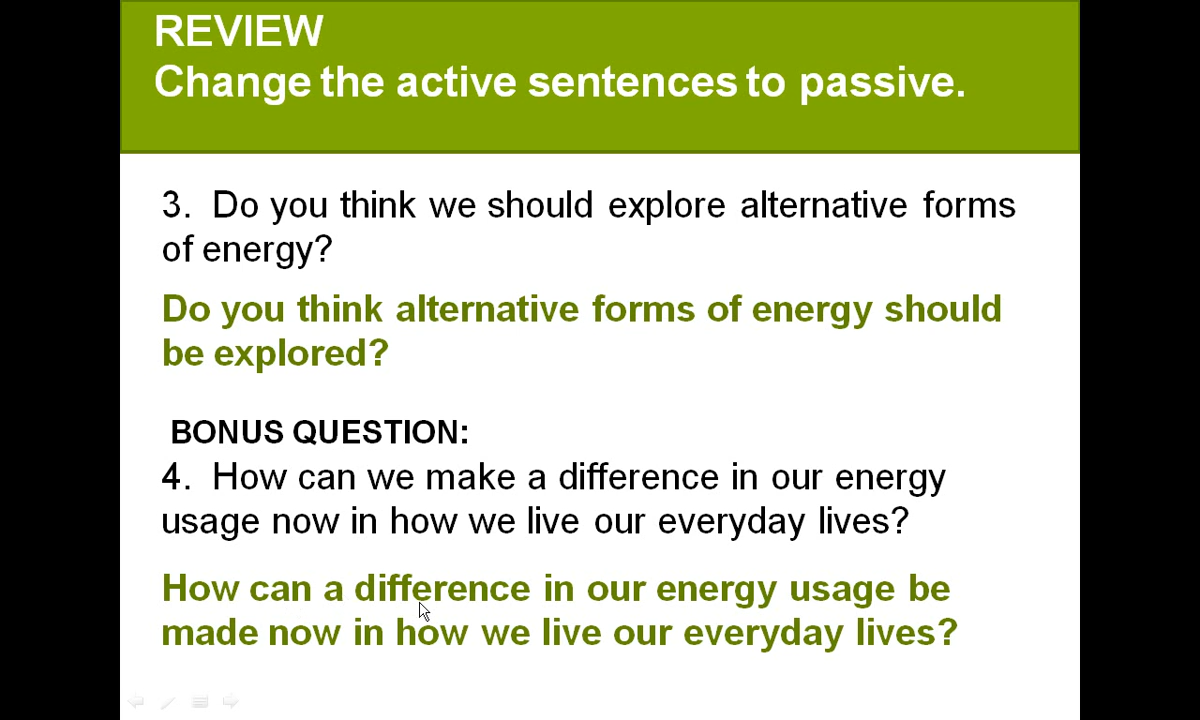 REVIEW
Change the active sentences to passive.
3. Do you think we should explore alternative forms
of energy?
Do you think alternative forms of energy should
be explored?
BONUS QUESTION:
4. How can we make a difference in our energy
usage now in how we live our everyday lives?
How can a difference in our energy usage be
made now in how we live our everyday lives?